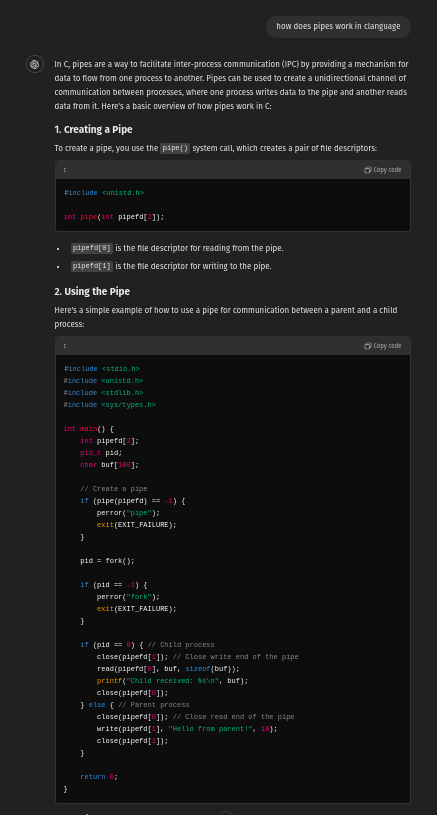 how does pipes work in clanguage
In C, pipes are a way to facilitate inter-process communication (IPC) by providing a mechanism for
data to flow from one process to another. Pipes can be used to create a unidirectional channel of
communication between processes, where one process writes data to the pipe and another reads
data from it. Here's a basic overview of how pipes work in C:
1. Creating a Pipe
To create a pipe, you use the pipe() system call, which creates a pair of file descriptors:
c Copy code
#include <unistd.h>
int pipe(int pipefd[2]);
• pipefd[0] is the file descriptor for reading from the pipe.
• pipefd[1] is the file descriptor for writing to the pipe.
2. Using the Pipe
Here's a simple example of how to use a pipe for communication between a parent and a child
process:
c Copy code
#include <stdio.h>
#include <unistd.h>
#include <stdlib.h>
#include <sys/types.h>
int main() {
int pipefd[2];
pid_t pid;
char buf[100];
// Create a pipe
if (pipe(pipefd) == -1) {
perror("pipe");
exit(EXIT_FAILURE);
}
pid = fork();
if (pid == -1) {
perror("fork");
exit(EXIT_FAILURE);
}
if (pid == 0) { // Child process
close(pipefd[1]); // Close write end of the pipe
read(pipefd[0], buf, sizeof(buf));
printf("Child received: %s\n", buf);
close(pipefd[0]);
} else { // Parent process
close(pipefd[0]); // Close read end of the pipe
write(pipefd[1], "Hello from parent!", 18);
close(pipefd[1]);
}
return 0;
}